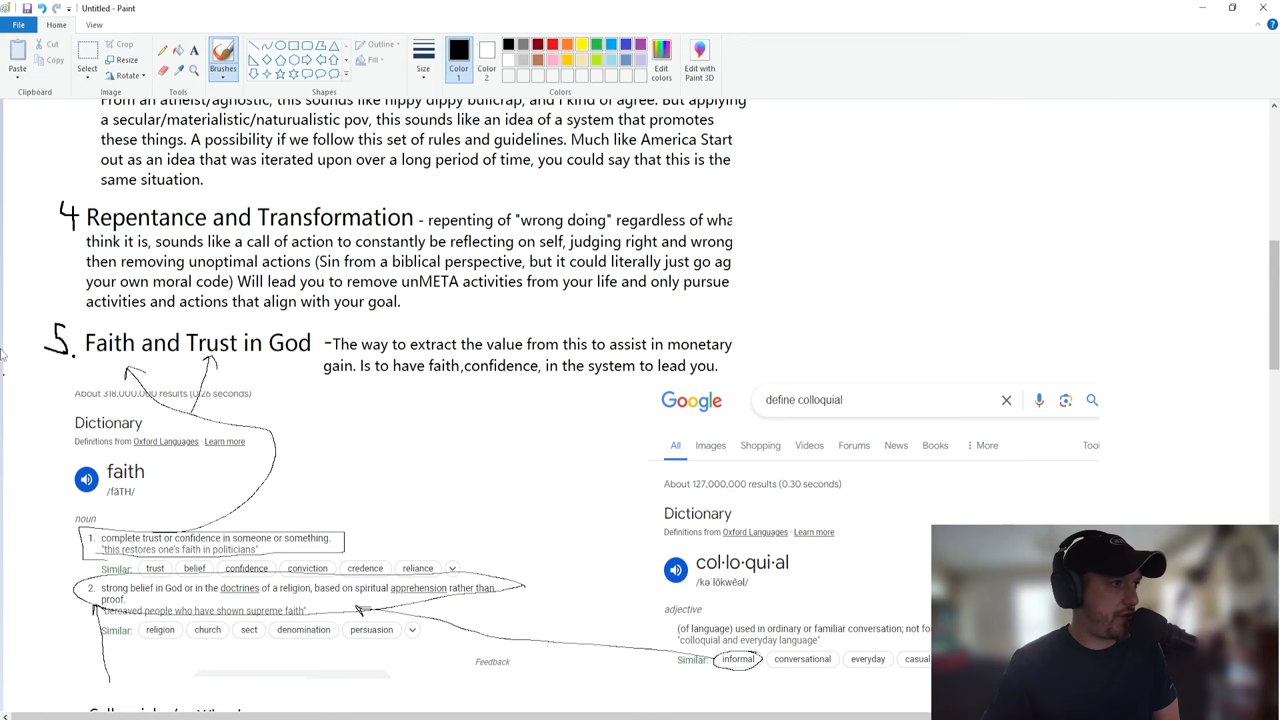 Untitled - Paint
File
Home
View
Paste
Cut
Copy
Clipboard
Select
Crop
Resize
Rotate
Image
Tools
Brushes
Shapes
Outline
Fill
Size
Color 1
Color 2
Edit colors
Edit with Paint 3D
Colors
From an atheist/agnostic, this sounds like hippy dippy bullcrap, and I kind of agree. But applying
a secular/materialistic/naturualistic pov, this sounds like an idea of a system that promotes
these things. A possibility if we follow this set of rules and guidelines. Much like America Start
out as an idea that was iterated upon over a long period of time, you could say that this is the
same situation.
4 Repentance and Transformation - repenting of "wrong doing" regardless of wha
think it is, sounds like a call of action to constantly be reflecting on self, judging right and wrong
then removing unoptimal actions (Sin from a biblical perspective, but it could literally just go ag
your own moral code) Will lead you to remove unMETA activities from your life and only pursue
activities and actions that align with your goal.
5. Faith and Trust in God -The way to extract the value from this to assist in monetary
gain. Is to have faith,confidence, in the system to lead you.
About 318,000,000 results (0.26 seconds)
Dictionary
Definitions from Oxford Languages · Learn more
faith
/fāTH/
noun
1. complete trust or confidence in someone or something.
"this restores one's faith in politicians"
Similar: trust belief confidence conviction credence reliance
2. strong belief in God or in the doctrines of a religion, based on spiritual apprehension rather than
proof.
"bereaved people who have shown supreme faith"
Similar: religion church sect denomination persuasion
Feedback
Google
define colloquial
All Images Shopping Videos Forums News Books More Tool
About 127,000,000 results (0.30 seconds)
Dictionary
Definitions from Oxford Languages · Learn more
col·lo·qui·al
/kəˈlōkwēəl/
adjective
(of language) used in ordinary or familiar conversation; not fo
"colloquial and everyday language"
Similar: informal conversational everyday casua